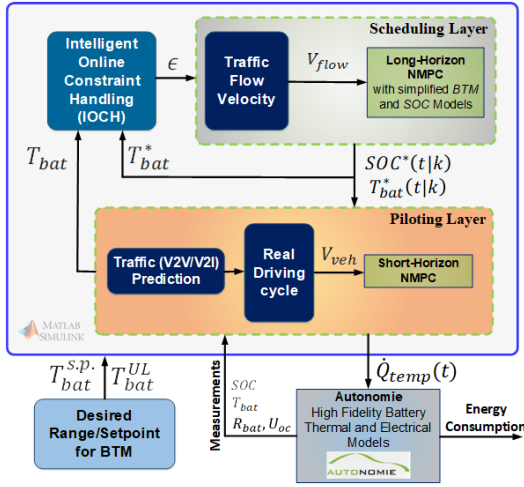 Scheduling Layer
Intelligent
Online
Constraint
Handling
(IOCH)
ϵ
Traffic
Flow
Velocity
V_flow
Long-Horizon
NMPC
with simplified BTM
and SOC Models
T_bat
T*_bat
SOC*(t|k)
T*_bat(t|k)
Piloting Layer
Traffic (V2V/V2I)
Prediction
Real
Driving
cycle
V_veh
Short-Horizon
NMPC
MATLAB
SIMULINK
T_bat^s.p.
T_bat^UL
Desired
Range/Setpoint
for BTM
Measurements
SOC
T_bat
R_bat, U_oc
Q̇_temp(t)
Autonomie
High Fidelity Battery
Thermal and Electrical
Models
AUTONOMIE
Energy
Consumption